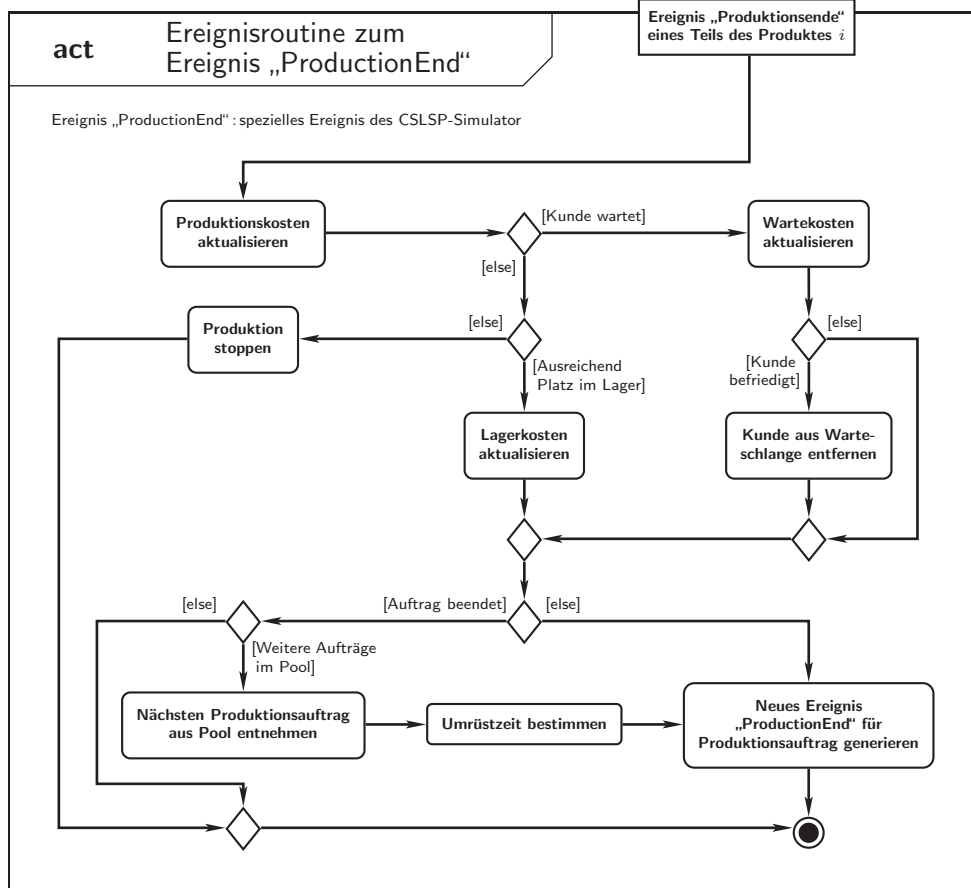 Ereignis „Produktionsende“
eines Teils des Produktes i
act
Ereignisroutine zum
Ereignis „ProductionEnd“
Ereignis „ProductionEnd“ : spezielles Ereignis des CSLSP-Simulator
Produktionskosten
aktualisieren
[Kunde wartet]
Wartekosten
aktualisieren
[else]
Produktion
stoppen
[else]
[else]
[Ausreichend
Platz im Lager]
[Kunde
befriedigt]
Lagerkosten
aktualisieren
Kunde aus Warte-
schlange entfernen
[else]
[Auftrag beendet]
[else]
[Weitere Aufträge
im Pool]
Nächsten Produktionsauftrag
aus Pool entnehmen
Umrüstzeit bestimmen
Neues Ereignis
„ProductionEnd“ für
Produktionsauftrag generieren